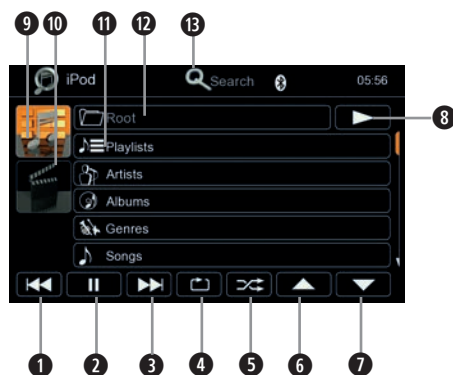 9 10 11 12 13
iPod Search 05:56
Root
8
Playlists
Artists
Albums
Genres
Songs
1 2 3 4 5 6 7